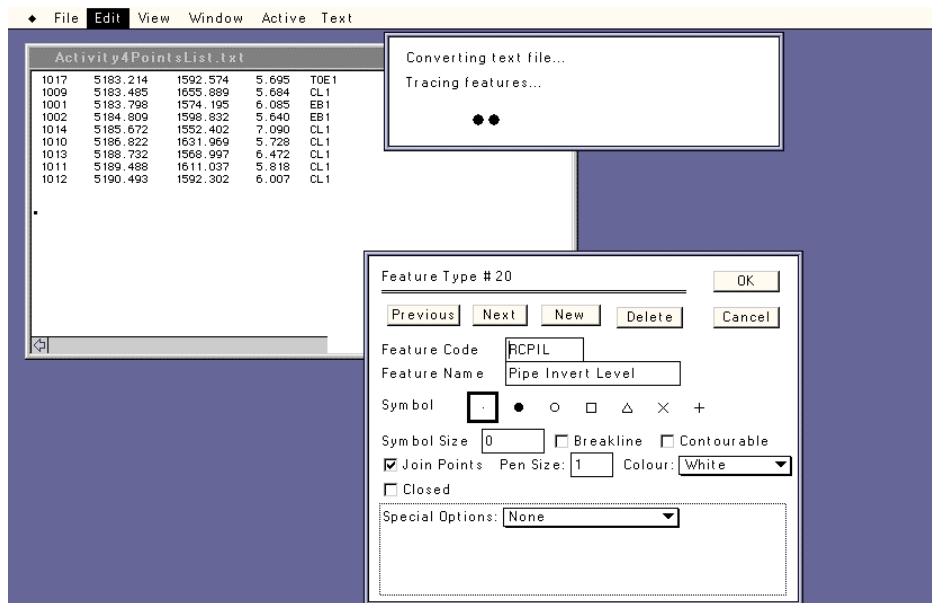 File Edit View Window Active Text
Activity4PointsList.txt
1017 5183.214 1592.574 5.695 TOE1
1009 5183.485 1655.889 5.684 CL1
1001 5183.798 1574.195 6.085 EB1
1002 5184.809 1598.832 5.640 EB1
1014 5185.672 1552.402 7.090 CL1
1010 5186.822 1631.969 5.728 CL1
1013 5188.732 1568.997 6.472 CL1
1011 5189.488 1611.037 5.818 CL1
1012 5190.493 1592.302 6.007 CL1
Converting text file...
Tracing features...
Feature Type #20
OK
Previous Next New Delete Cancel
Feature Code RCPIL
Feature Name Pipe Invert Level
Symbol
Symbol Size 0 Breakline Contourable
Join Points Pen Size: 1 Colour: White
Closed
Special Options: None